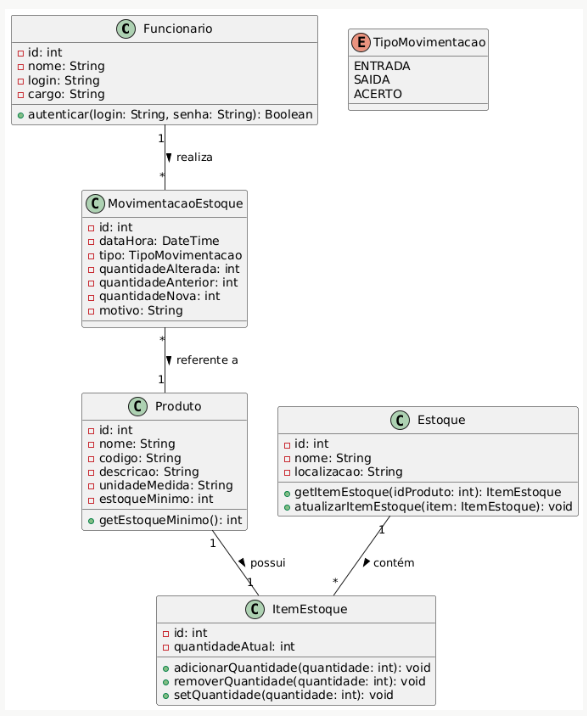 C Funcionario
id: int
nome: String
login: String
cargo: String
autenticar(login: String, senha: String): Boolean
E TipoMovimentacao
ENTRADA
SAIDA
ACERTO
1
realiza
*
C MovimentacaoEstoque
id: int
dataHora: DateTime
tipo: TipoMovimentacao
quantidadeAlterada: int
quantidadeAnterior: int
quantidadeNova: int
motivo: String
*
referente a
1
C Produto
id: int
nome: String
codigo: String
descricao: String
unidadeMedida: String
estoqueMinimo: int
getEstoqueMinimo(): int
C Estoque
id: int
nome: String
localizacao: String
getItemEstoque(idProduto: int): ItemEstoque
atualizarItemEstoque(item: ItemEstoque): void
1
possui
1
1
contém
*
C ItemEstoque
id: int
quantidadeAtual: int
adicionarQuantidade(quantidade: int): void
removerQuantidade(quantidade: int): void
setQuantidade(quantidade: int): void